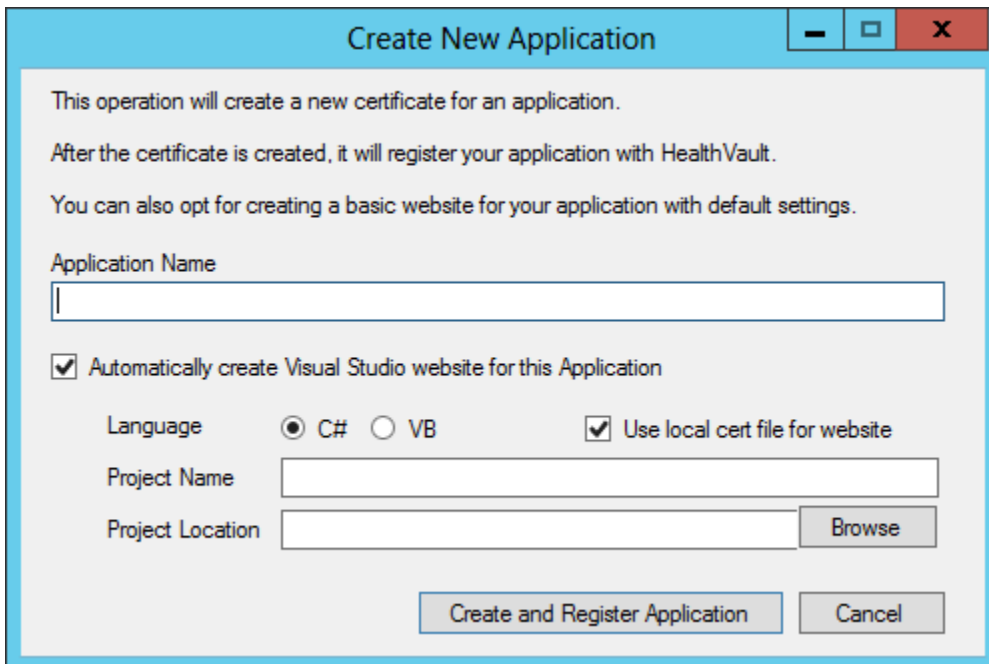 Create New Application
This operation will create a new certificate for an application.
After the certificate is created, it will register your application with HealthVault.
You can also opt for creating a basic website for your application with default settings.
Application Name
Automatically create Visual Studio website for this Application
Language C# VB Use local cert file for website
Project Name
Project Location Browse
Create and Register Application Cancel